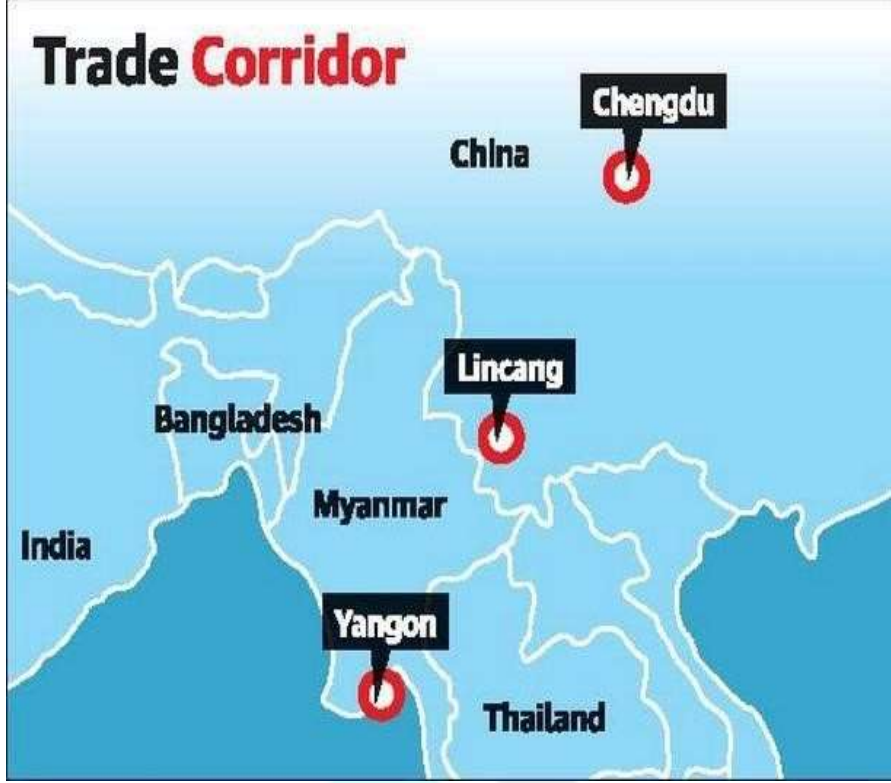 Trade Corridor
Chengdu
China
Lincang
Bangladesh
Myanmar
India
Yangon
Thailand